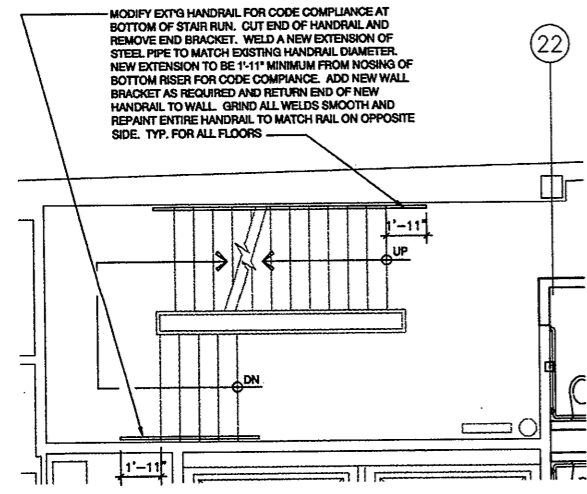 MODIFY EXT'G HANDRAIL FOR CODE COMPLIANCE AT
BOTTOM OF STAIR RUN. CUT END OF HANDRAIL AND
REMOVE END BRACKET. WELD A NEW EXTENSION OF
STEEL PIPE TO MATCH EXISTING HANDRAIL DIAMETER.
NEW EXTENSION TO BE 1'-11" MINIMUM FROM NOSING OF
BOTTOM RISER FOR CODE COMPIANCE. ADD NEW WALL
BRACKET AS REQUIRED AND RETURN END OF NEW
HANDRAIL TO WALL. GRIND ALL WELDS SMOOTH AND
REPAINT ENTIRE HANDRAIL TO MATCH RAIL ON OPPOSITE
SIDE. TYP. FOR ALL FLOORS
22
1'-11"
UP
DN
1'-11"